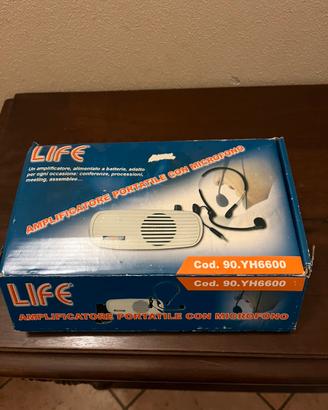 LIFE
Un amplificatore, alimentato a batterie, adatto
per ogni occasione: conferenze, processioni,
meeting, assemblee...
AMPLIFICATORE PORTATILE CON MICROFONO
Cod. 90.YH6600
LIFE
Cod. 90.YH6600
AMPLIFICATORE PORTATILE CON MICROFONO